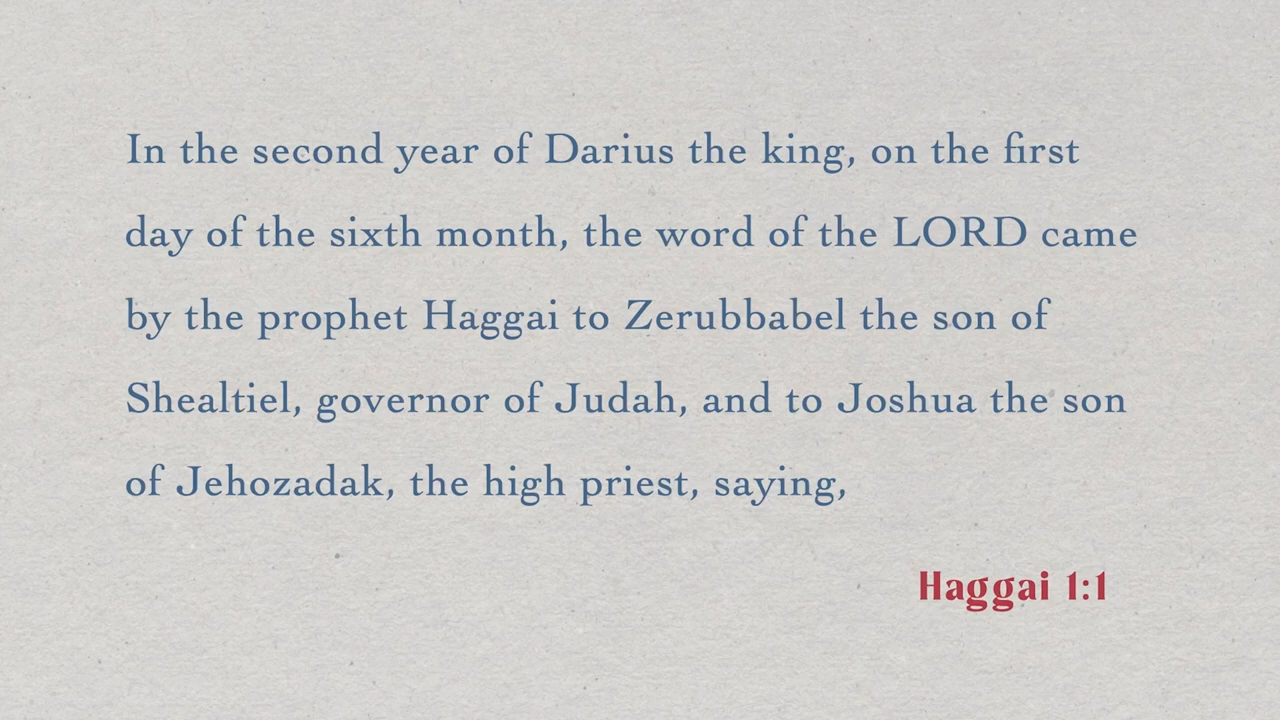 In the second year of Darius the king, on the first
day of the sixth month, the word of the LORD came
by the prophet Haggai to Zerubbabel the son of
Shealtiel, governor of Judah, and to Joshua the son
of Jehozadak, the high priest, saying,
Haggai 1:1